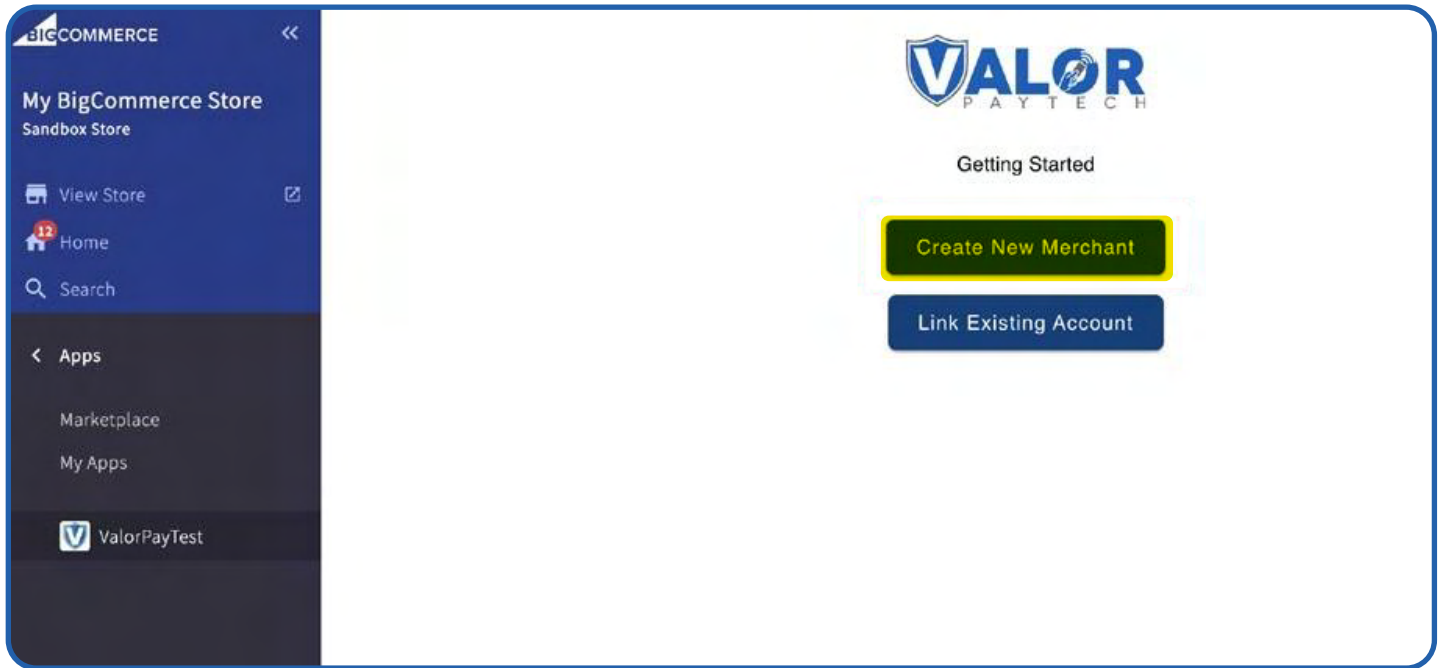 BIGCOMMERCE
My BigCommerce Store
Sandbox Store
View Store
12
Home
Search
Apps
Marketplace
My Apps
V ValorPayTest
VALOR
PAYTECH
Getting Started
Create New Merchant
Link Existing Account